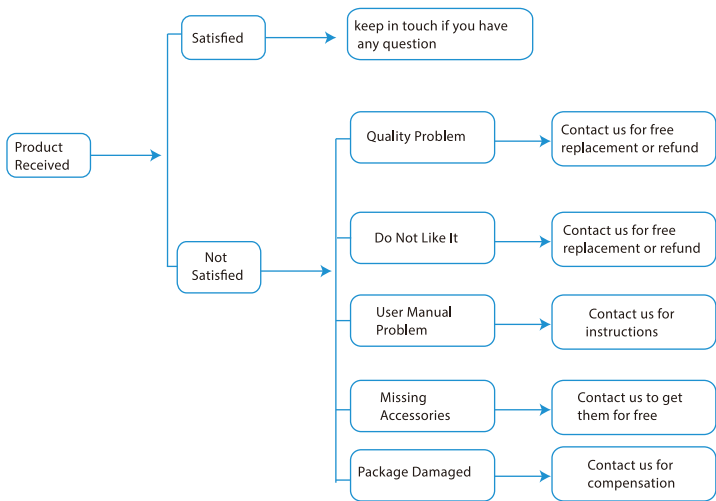 Product
Received
Satisfied
keep in touch if you have
any question
Not
Satisfied
Quality Problem
Contact us for free
replacement or refund
Do Not Like It
Contact us for free
replacement or refund
User Manual
Problem
Contact us for
instructions
Missing
Accessories
Contact us to get
them for free
Package Damaged
Contact us for
compensation